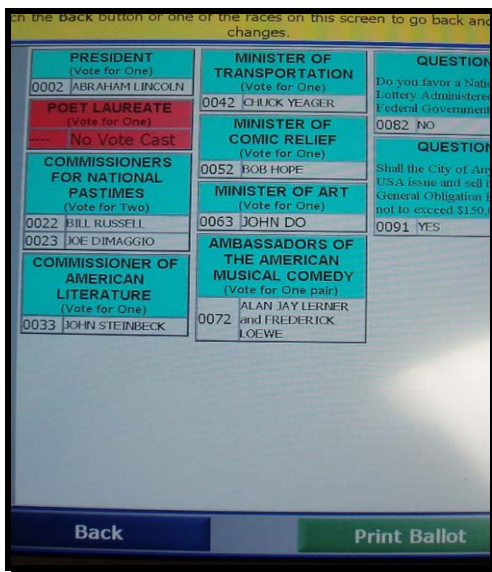 the Back button or one of the races on this screen to go back and
changes.
PRESIDENT
(Vote for One)
0002 ABRAHAM LINCOLN
POET LAUREATE
(Vote for One)
---- No Vote Cast
COMMISSIONERS
FOR NATIONAL
PASTIMES
(Vote for Two)
0022 BILL RUSSELL
0023 JOE DIMAGGIO
COMMISSIONER OF
AMERICAN
LITERATURE
(Vote for One)
0033 JOHN STEINBECK
MINISTER OF
TRANSPORTATION
(Vote for One)
0042 CHUCK YEAGER
MINISTER OF
COMIC RELIEF
(Vote for One)
0052 BOB HOPE
MINISTER OF ART
(Vote for One)
0063 JOHN DO
AMBASSADORS OF
THE AMERICAN
MUSICAL COMEDY
(Vote for One pair)
0072 ALAN JAY LERNER
and FREDERICK
LOEWE
QUESTION
Do you favor a
Lottery
Federal Government
0082 NO
QUESTION
Shall the City of
USA issue and sell
General Obligation
not to exceed
0091 YES
Back
Print Ballot